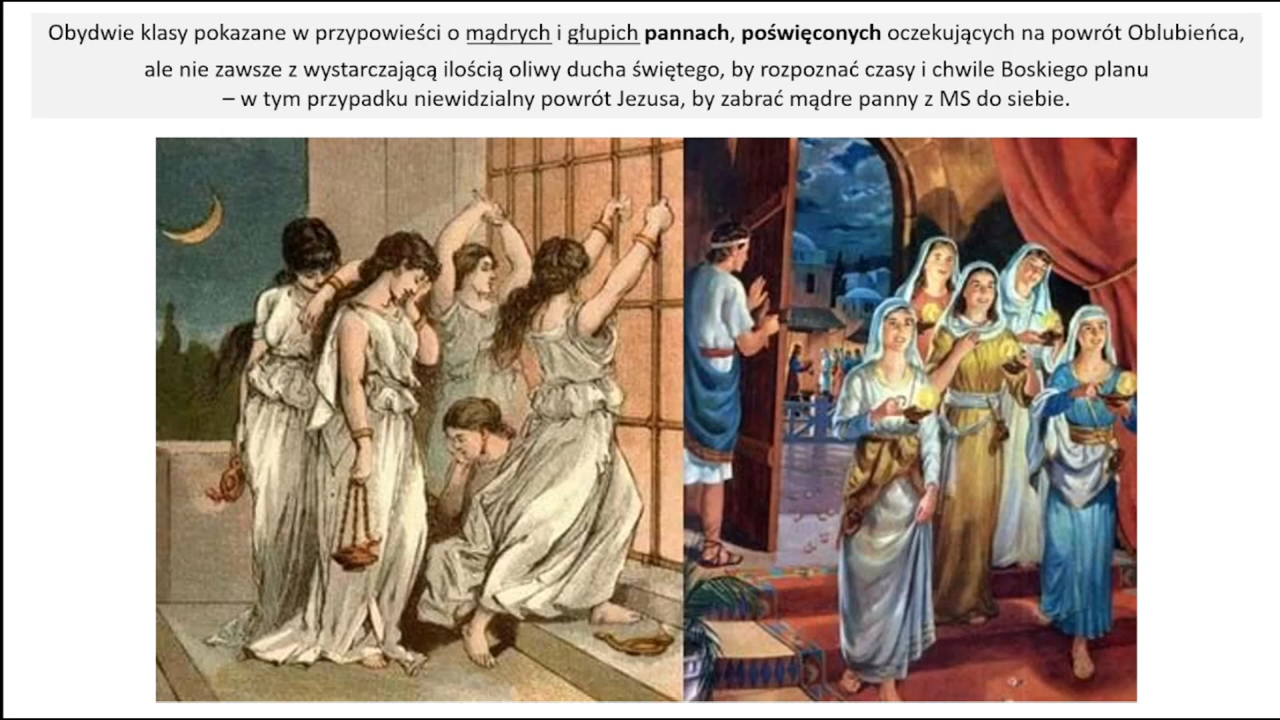 Obydwie klasy pokazane w przypowieści o mądrych i głupich pannach, poświęconych oczekujących na powrót Oblubieńca,
ale nie zawsze z wystarczającą ilością oliwy ducha świętego, by rozpoznać czasy i chwile Boskiego planu
– w tym przypadku niewidzialny powrót Jezusa, by zabrać mądre panny z MS do siebie.